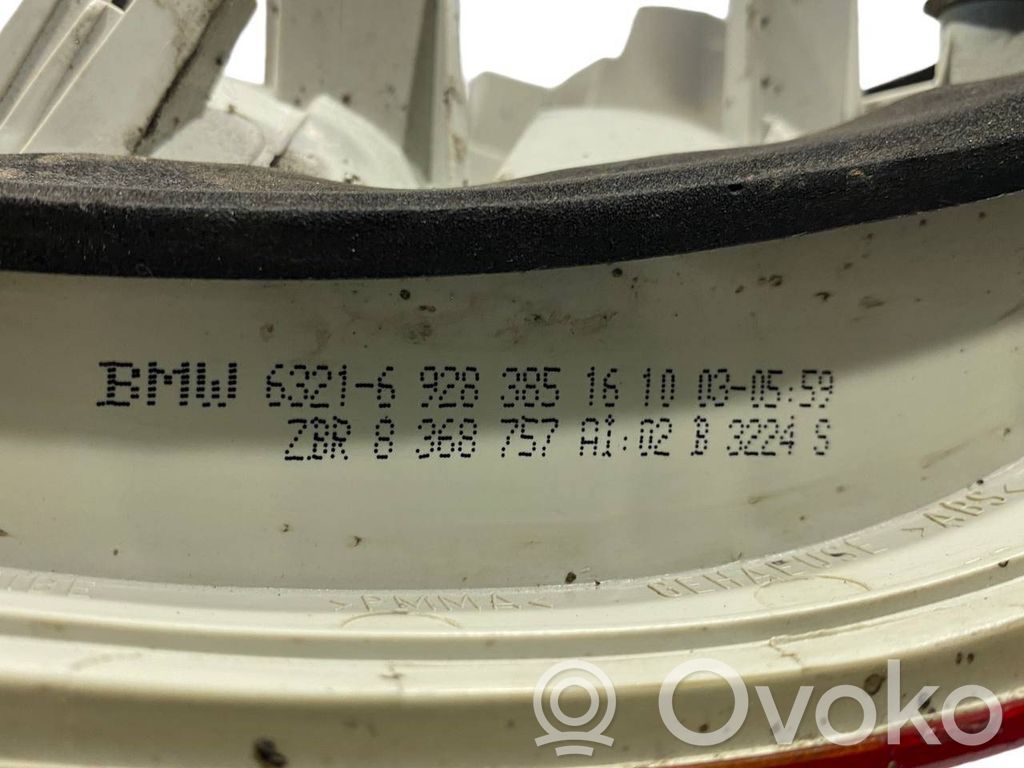 BMW 6321-6 928 385 16 10 03-05:59
ZBR 8 368 757 AI:02 B 3224 S
>PMMA< GEHAEUSE >ABS<
© Ovoko